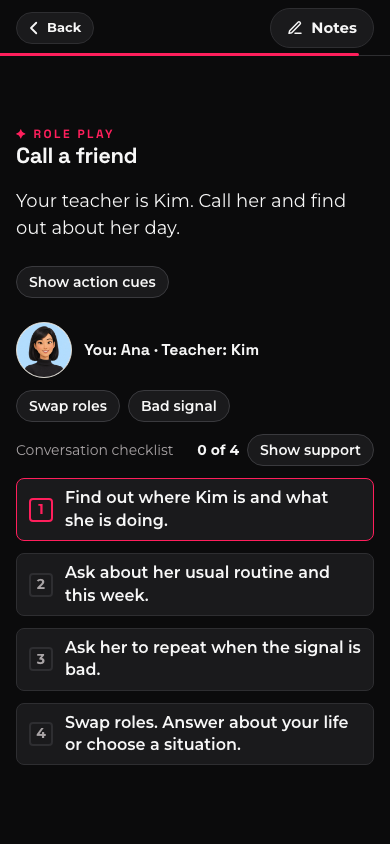 Back
Notes
ROLE PLAY
Call a friend
Your teacher is Kim. Call her and find
out about her day.
Show action cues
You: Ana · Teacher: Kim
Swap roles
Bad signal
Conversation checklist
0 of 4
Show support
1
Find out where Kim is and what
she is doing.
2
Ask about her usual routine and
this week.
3
Ask her to repeat when the signal is
bad.
4
Swap roles. Answer about your life
or choose a situation.